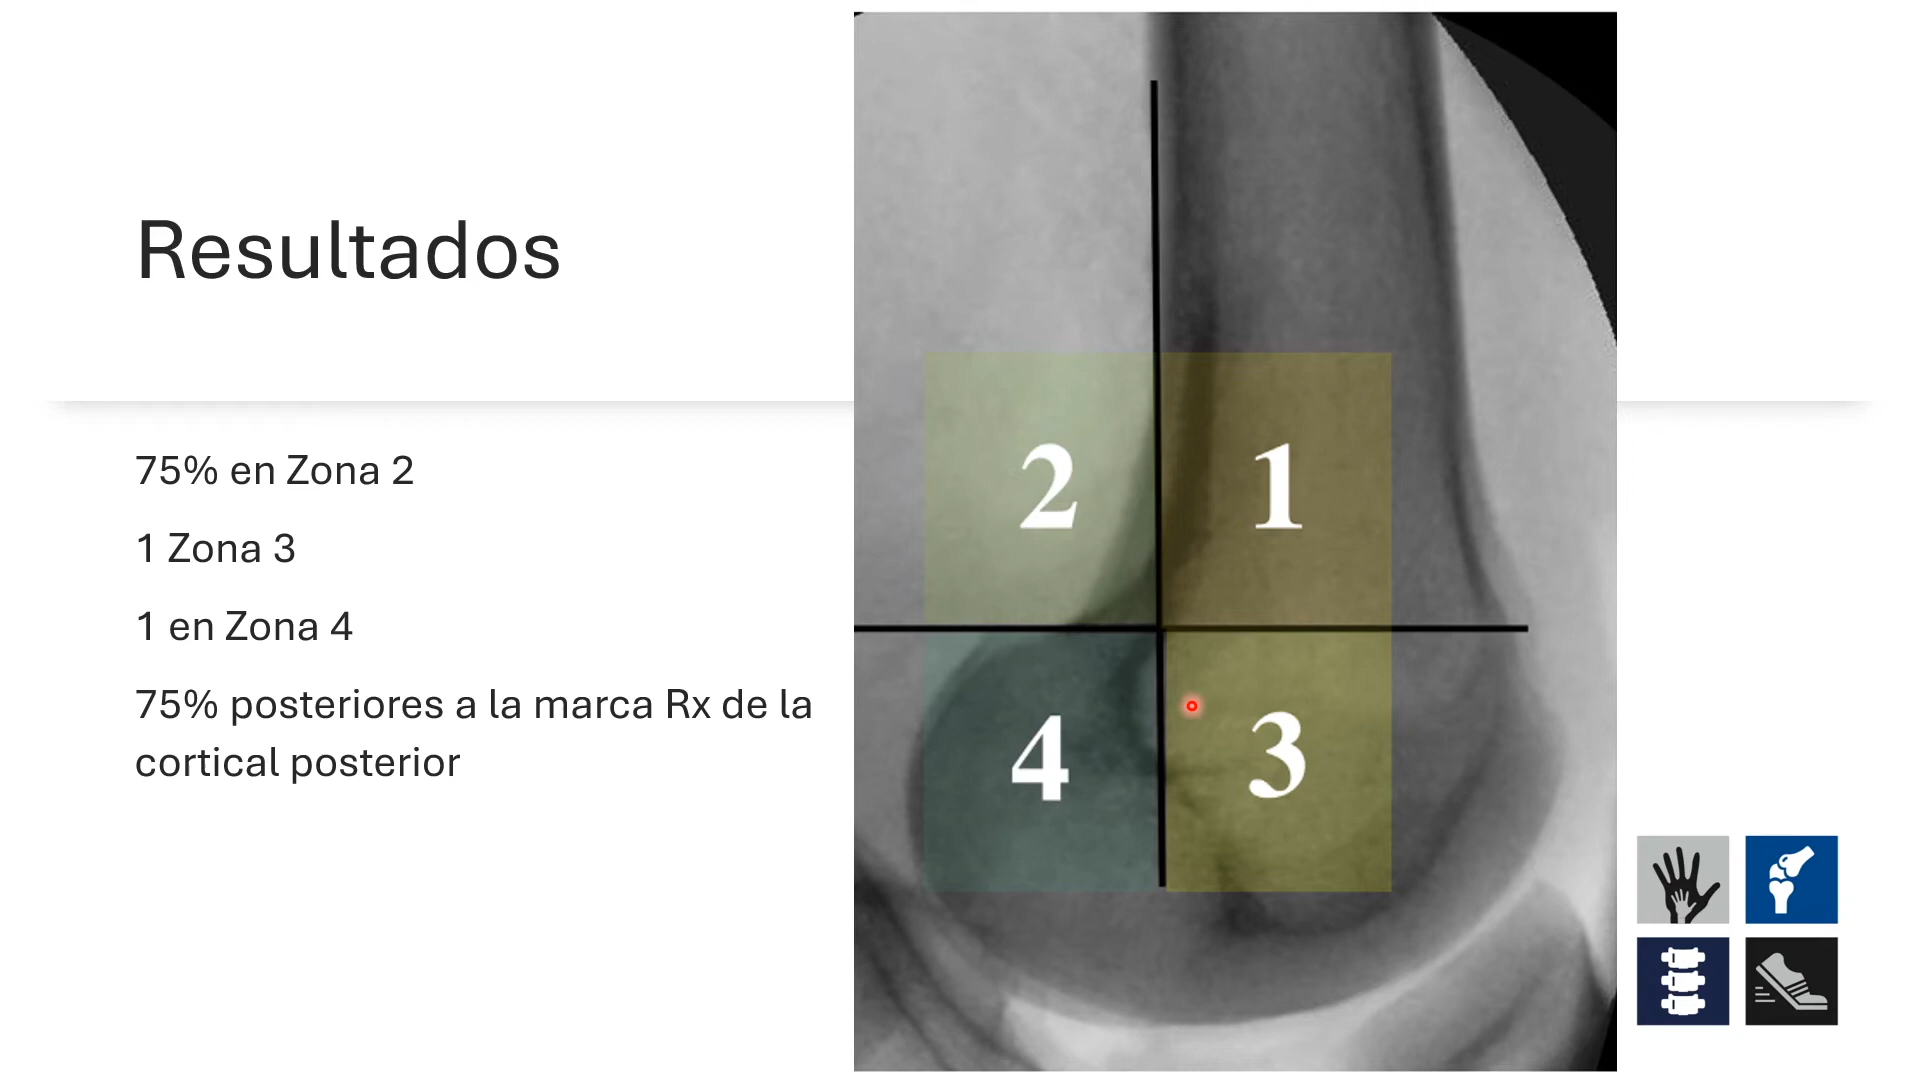 Resultados
75% en Zona 2
1 Zona 3
1 en Zona 4
75% posteriores a la marca Rx de la
cortical posterior
2 1
4 3